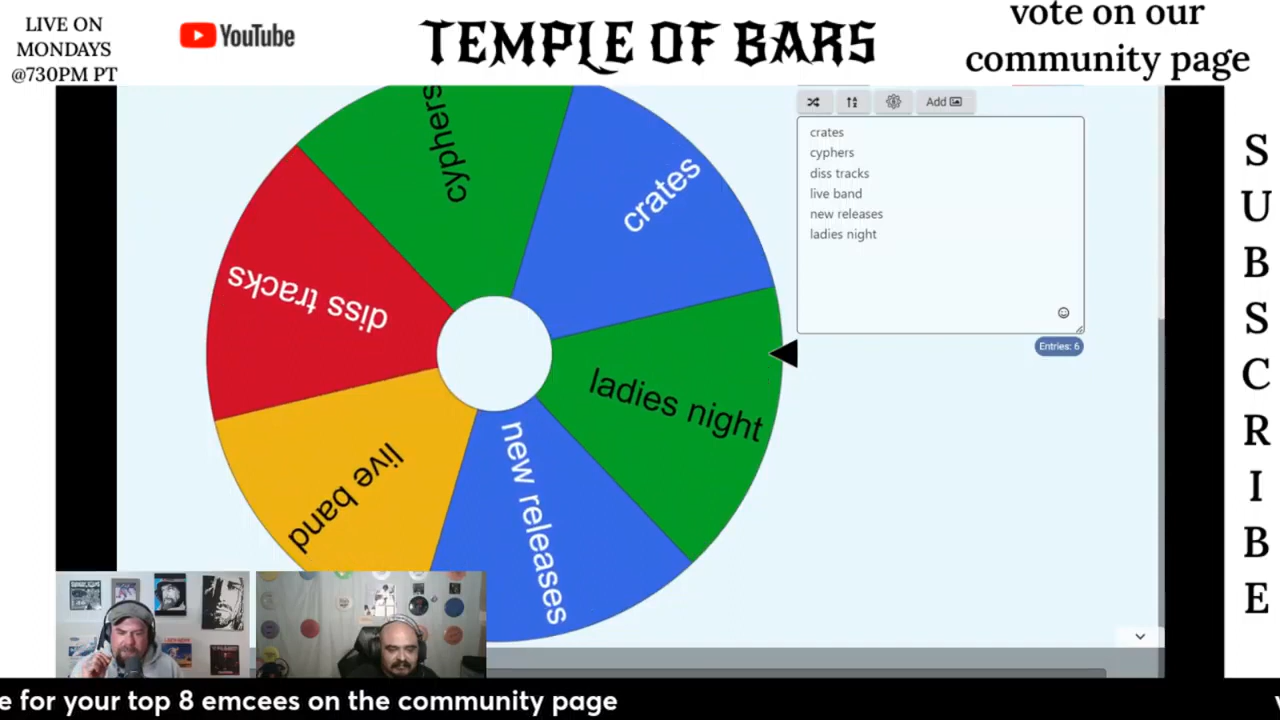 LIVE ON
MONDAYS
@730PM PT
YouTube
TEMPLE OF BARS
vote on our
community page
Add
crates
cyphers
diss tracks
live band
new releases
ladies night
Entries: 6
cyphers
crates
diss tracks
ladies night
live band
new releases
SUBSCRIBE
for your top 8 emcees on the community page